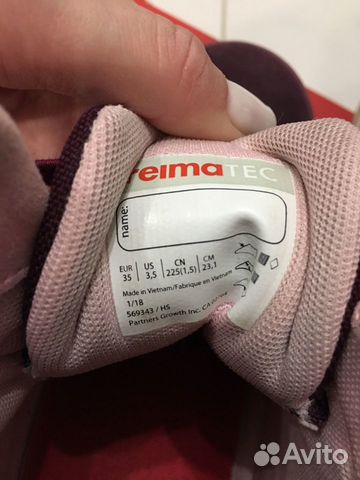 reimaTEC
name:
EUR US CN CM
35 3,5 225(1,5) 23,1
Made in Vietnam/Fabrique en Vietnam
1/18
569343 / HS
Partners Growth Inc. CA
Avito